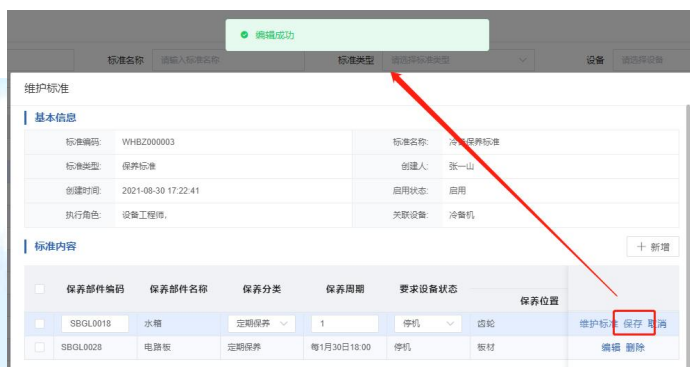 编辑成功
标准名称 请输入标准名称 标准类型 请选择标准类型 设备 请选择设备
维护标准
基本信息
标准编码: WHBZ000003 标准名称: 冷备保养标准
标准类型: 保养标准 创建人: 张一山
创建时间: 2021-08-30 17:22:41 启用状态: 启用
执行角色: 设备工程师, 关联设备: 冷备机
标准内容 + 新增
保养部件编码 保养部件名称 保养分类 保养周期 要求设备状态 保养位置
SBGL0018 水箱 定期保养 1 停机 齿轮 维护标准 保存 取消
SBGL0028 电路板 定期保养 每1月30日18:00 停机 板材 编辑 删除